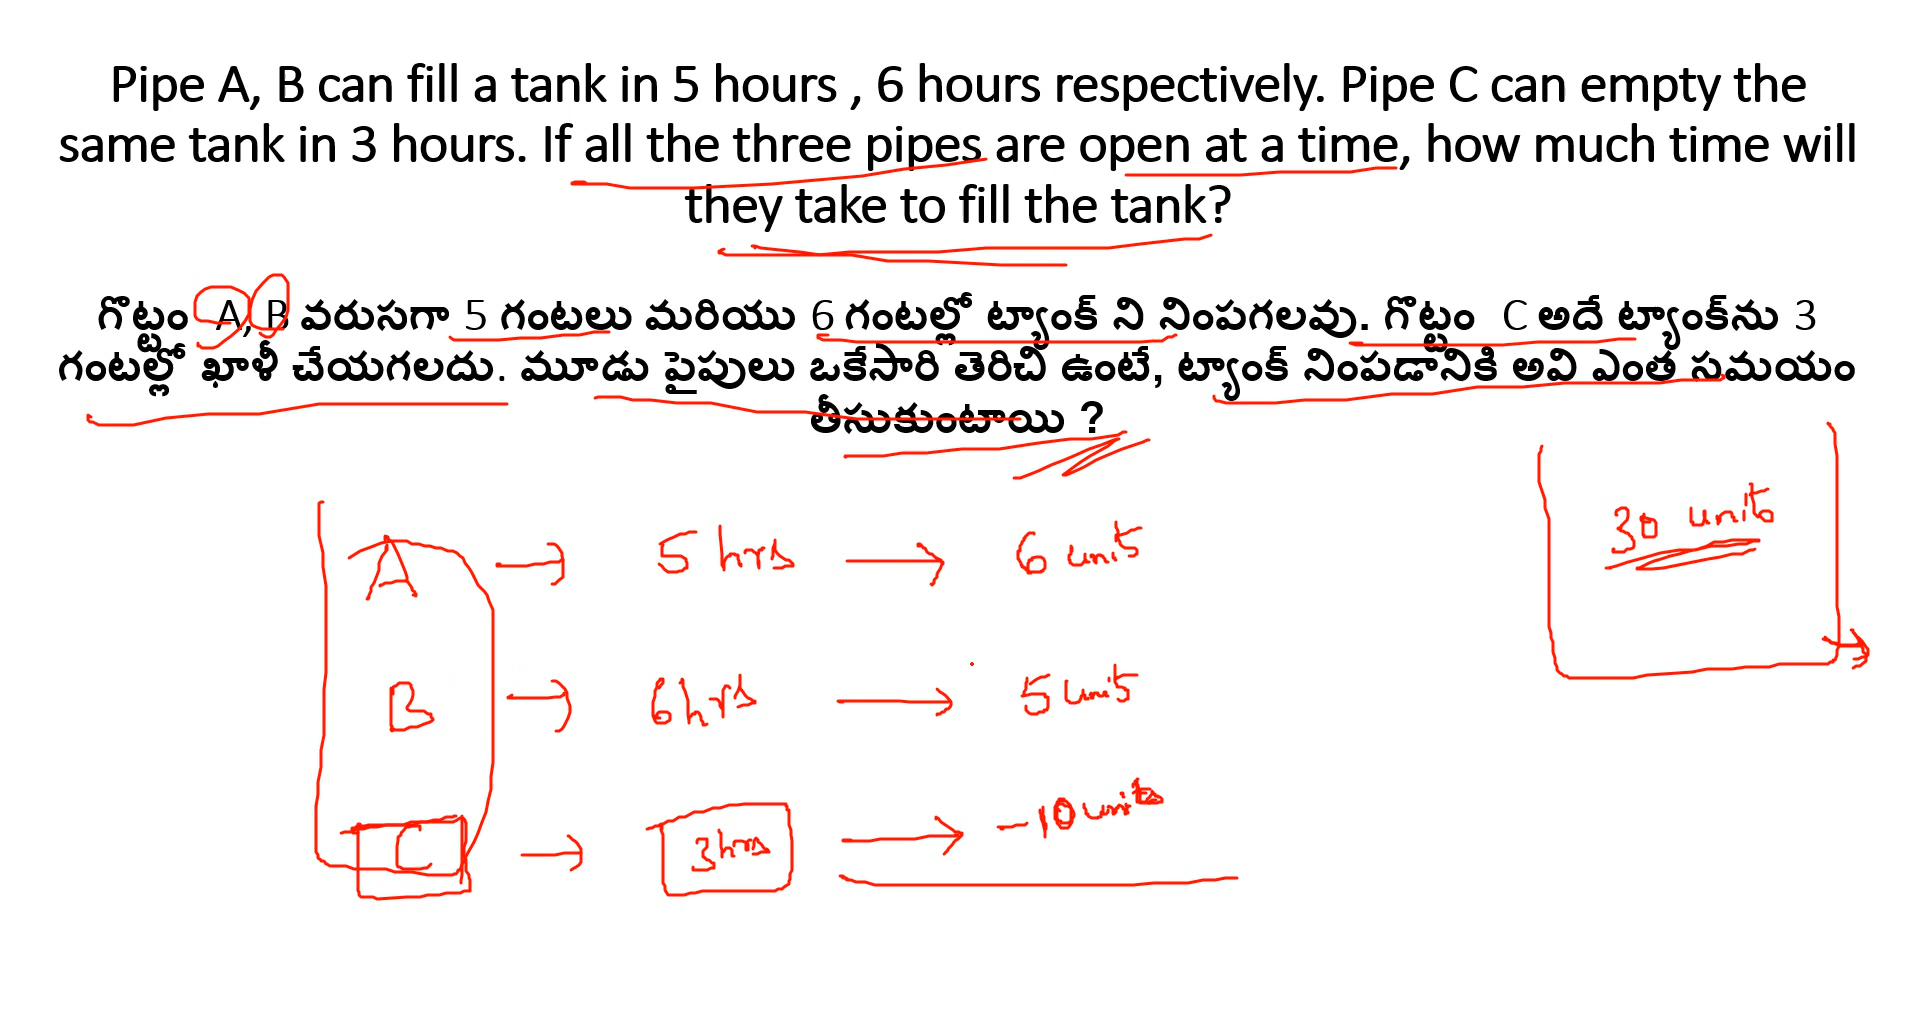 Pipe A, B can fill a tank in 5 hours , 6 hours respectively. Pipe C can empty the
same tank in 3 hours. If all the three pipes are open at a time, how much time will
they take to fill the tank?
గొట్టం A, B వరుసగా 5 గంటలు మరియు 6 గంటల్లో ట్యాంక్ ని నింపగలవు. గొట్టం C అదే ట్యాంక్‌ను 3
గంటల్లో ఖాళీ చేయగలదు. మూడు పైపులు ఒకేసారి తెరిచి ఉంటే, ట్యాంక్ నింపడానికి అవి ఎంత సమయం
తీసుకుంటాయి ?
30 units
A → 5 hrs → 6 unit
B → 6 hrs → 5 unit
C → 3 hrs → -10 units